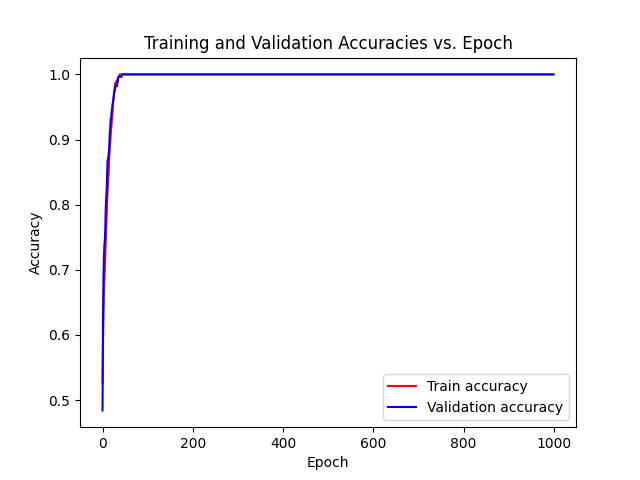 Training and Validation Accuracies vs. Epoch
1.0
0.9
0.8
0.7
0.6
0.5
Accuracy
Train accuracy
Validation accuracy
0 200 400 600 800 1000
Epoch